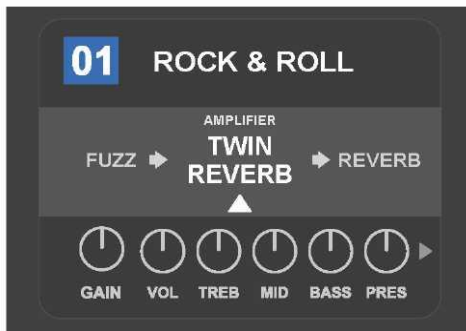 01 ROCK & ROLL
AMPLIFIER
FUZZ TWIN REVERB REVERB
GAIN VOL TREB MID BASS PRES